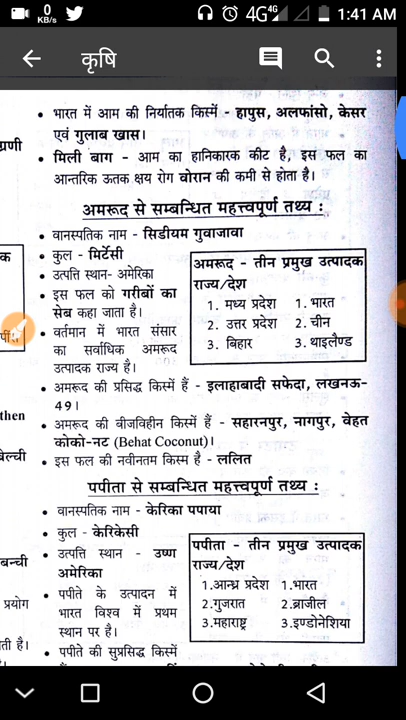 0
KB/s
4G 4G
1:41 AM
कृषि
• भारत में आम की निर्यातक किस्में - हापुस, अलफांसो, केसर
एवं गुलाब खास।
• मिली बाग - आम का हानिकारक कीट है, इस फल का
आन्तरिक ऊतक क्षय रोग बोरान की कमी से होता है।
अमरूद से सम्बन्धित महत्त्वपूर्ण तथ्य :
• वानस्पतिक नाम - सिडीयम गुवाजावा
• कुल - मिर्टेसी
• उत्पत्ति स्थान- अमेरिका
• इस फल को गरीबों का
सेब कहा जाता है।
• वर्तमान में भारत संसार
का सर्वाधिक अमरूद
उत्पादक राज्य है।
अमरूद - तीन प्रमुख उत्पादक
राज्य/देश
1. मध्य प्रदेश 1. भारत
2. उत्तर प्रदेश 2. चीन
3. बिहार 3. थाइलैण्ड
• अमरूद की प्रसिद्ध किस्में हैं - इलाहाबादी सफेदा, लखनऊ-
49।
• अमरूद की बीजविहीन किस्में हैं - सहारनपुर, नागपुर, वेहत
कोको-नट (Behat Coconut)।
• इस फल की नवीनतम किस्म है - ललित
पपीता से सम्बन्धित महत्त्वपूर्ण तथ्य :
• वानस्पतिक नाम - केरिका पपाया
• कुल - केरिकेसी
• उत्पत्ति स्थान - उष्ण
अमेरिका
• पपीते के उत्पादन में
भारत विश्व में प्रथम
स्थान पर है।
• पपीते की सुप्रसिद्ध किस्में
पपीता - तीन प्रमुख उत्पादक
राज्य/देश
1.आन्ध्र प्रदेश 1.भारत
2.गुजरात 2.ब्राजील
3.महाराष्ट्र 3.इण्डोनेशिया
ग्रणी
क
then
बेल्ची
बन्ची
प्रयोग
ाती है।